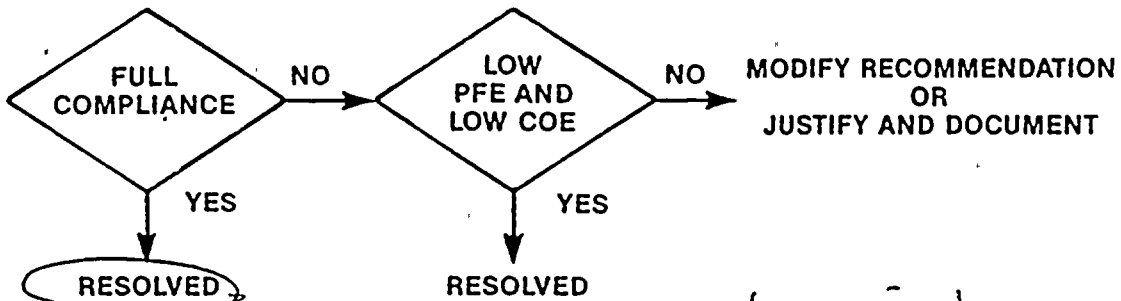 FULL
COMPLIANCE
NO
LOW
PFE AND
LOW COE
NO
MODIFY RECOMMENDATION
OR
JUSTIFY AND DOCUMENT
YES
YES
RESOLVED
RESOLVED